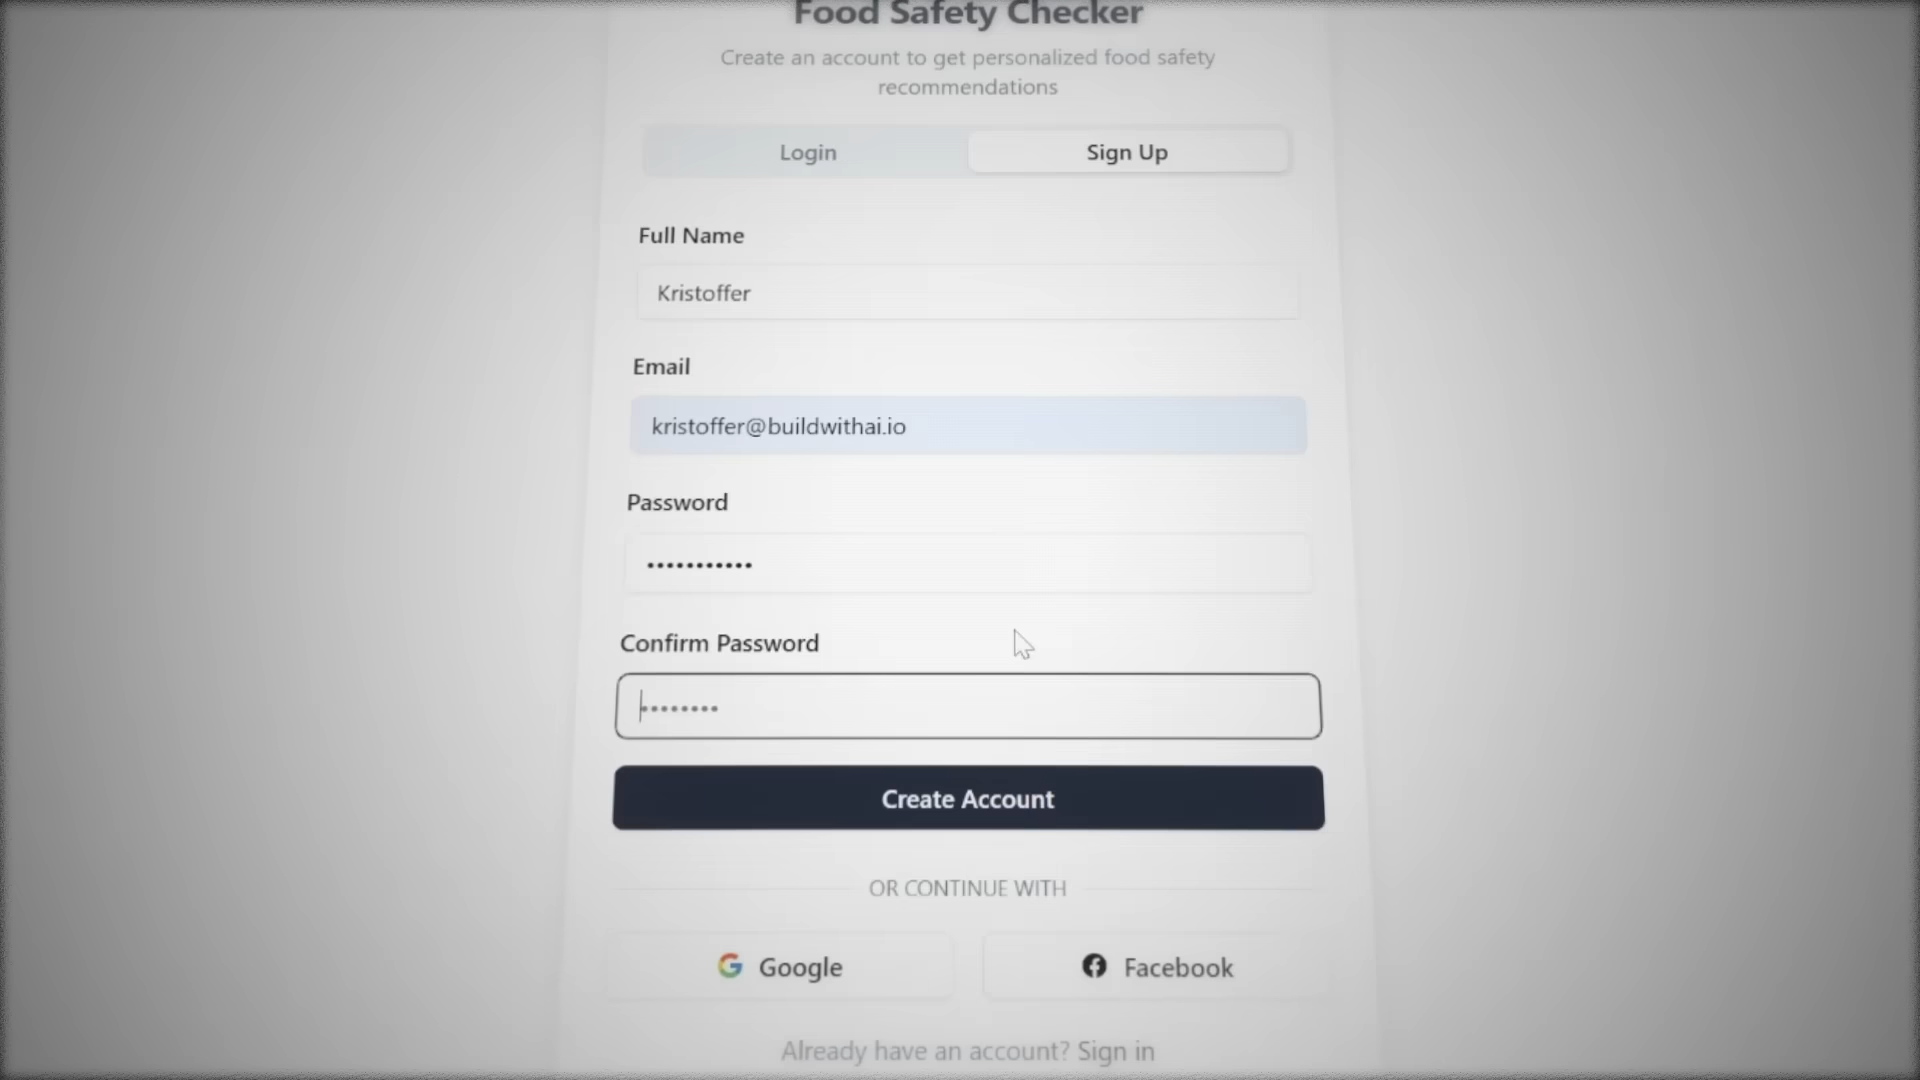 Food Safety Checker
Create an account to get personalized food safety
recommendations
Login
Sign Up
Full Name
Kristoffer
Email
kristoffer@buildwithai.io
Password
•••••••••••
Confirm Password
••••••••
Create Account
OR CONTINUE WITH
Google
Facebook
Already have an account? Sign in